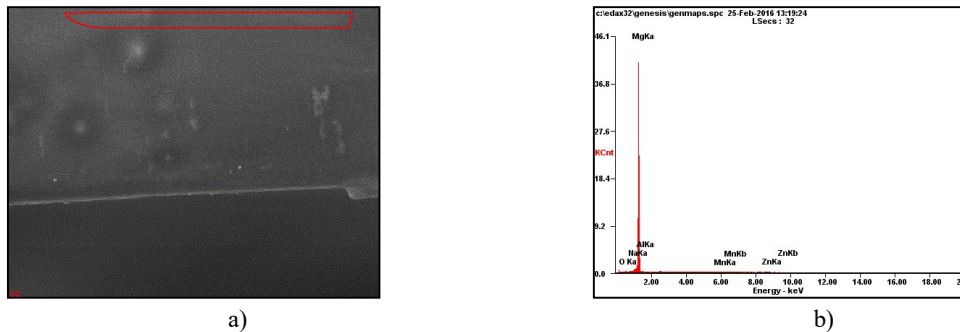 c:\edax32\genesis\genmaps.spc 25-Feb-2016 13:19:24
LSecs : 32
46.1
MgKa
36.8
27.6
KCnt
18.4
9.2
AlKa
NaKa
O Ka
MnKb
MnKa
ZnKb
ZnKa
0.0
2.00 4.00 6.00 8.00 10.00 12.00 14.00 16.00 18.00 20
Energy - keV
a)
b)